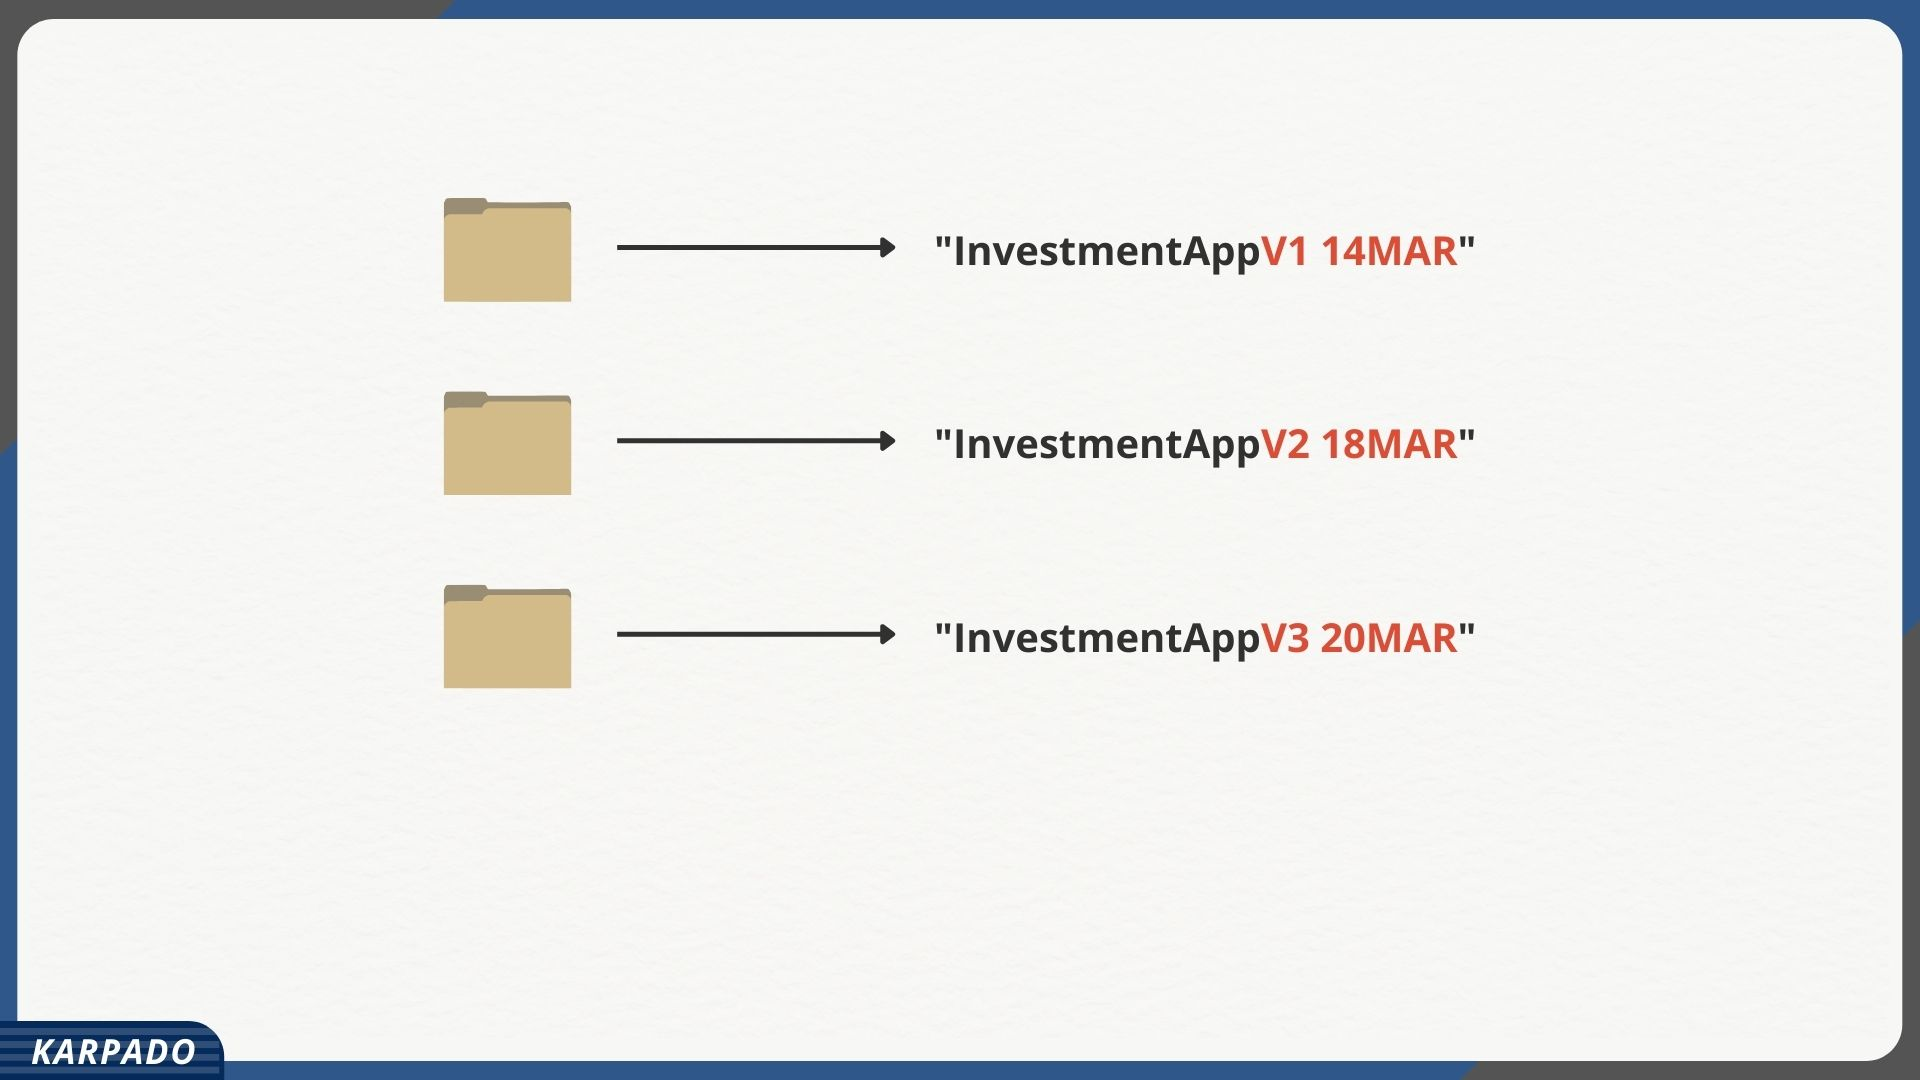 "InvestmentAppV1 14MAR"
"InvestmentAppV2 18MAR"
"InvestmentAppV3 20MAR"
KARPADO